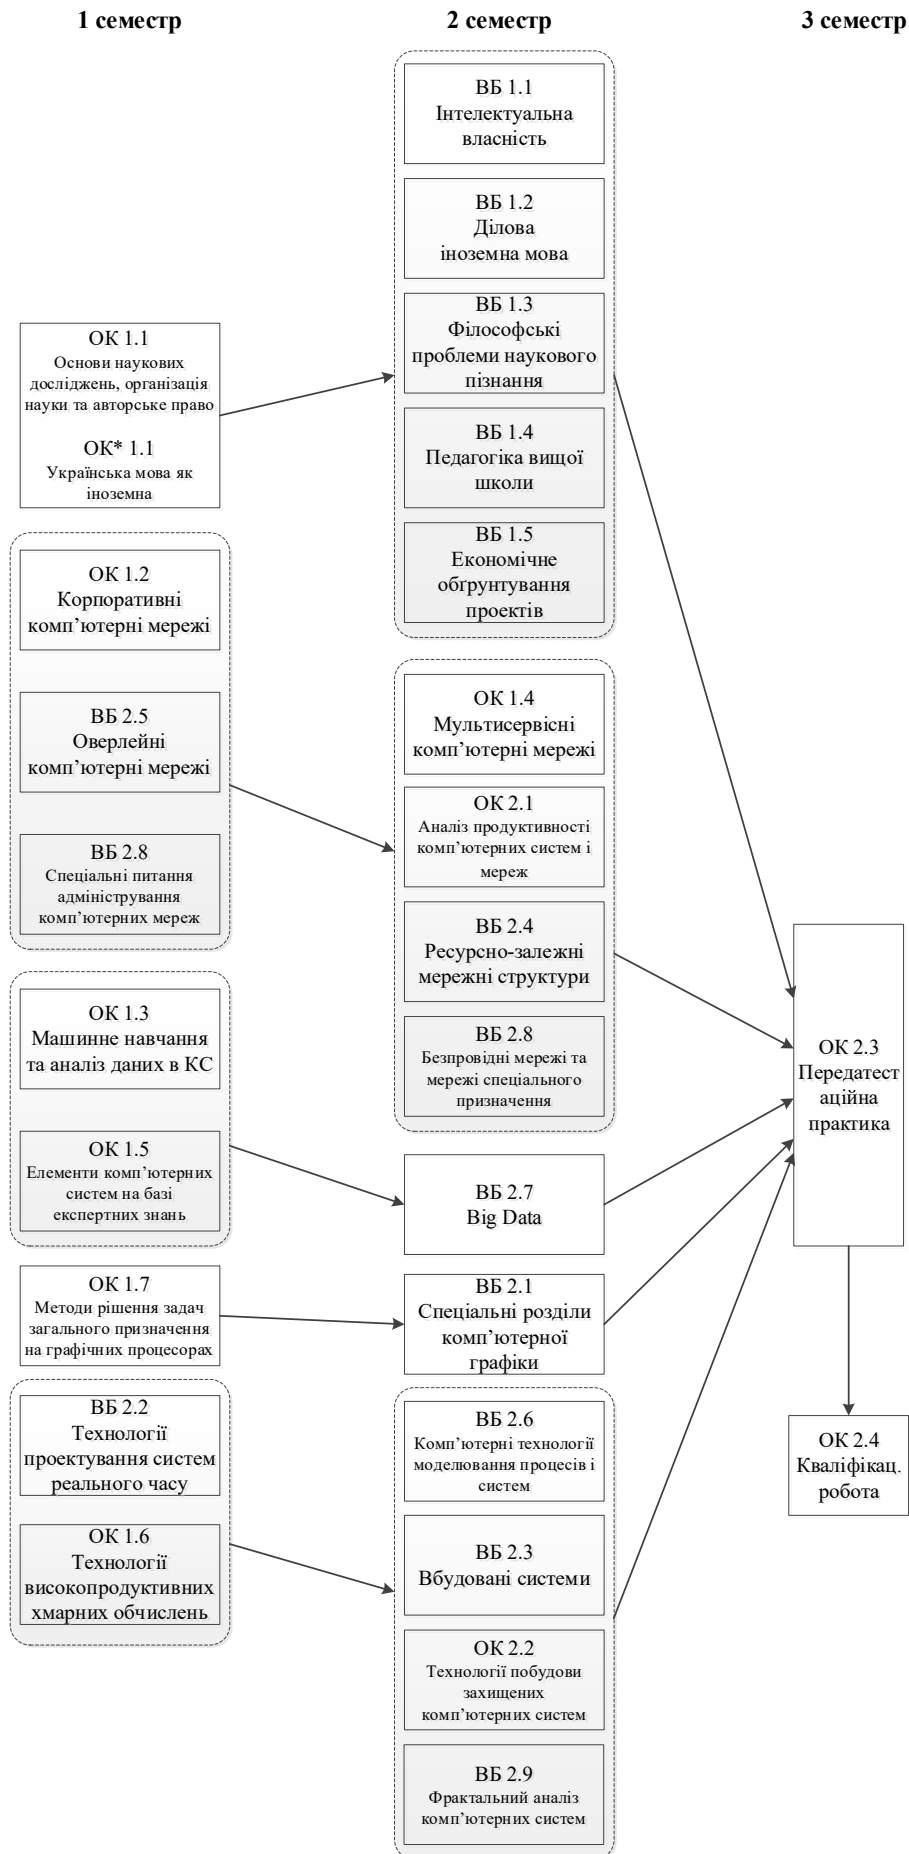 1 семестр
2 семестр
3 семестр
ОК 1.1
Основи наукових
досліджень, організація
науки та авторське право
ОК* 1.1
Українська мова як
іноземна
ОК 1.2
Корпоративні
комп’ютерні мережі
ВБ 2.5
Оверлейні
комп’ютерні мережі
ВБ 2.8
Спеціальні питання
адміністрування
комп’ютерних мереж
ОК 1.3
Машинне навчання
та аналіз даних в КС
ОК 1.5
Елементи комп’ютерних
систем на базі
експертних знань
ОК 1.7
Методи рішення задач
загального призначення
на графічних процесорах
ВБ 2.2
Технології
проектування систем
реального часу
ОК 1.6
Технології
високопродуктивних
хмарних обчислень
ВБ 1.1
Інтелектуальна
власність
ВБ 1.2
Ділова
іноземна мова
ВБ 1.3
Філософські
проблеми наукового
пізнання
ВБ 1.4
Педагогіка вищої
школи
ВБ 1.5
Економічне
обґрунтування
проектів
ОК 1.4
Мультисервісні
комп’ютерні мережі
ОК 2.1
Аналіз продуктивності
комп’ютерних систем і
мереж
ВБ 2.4
Ресурсно-залежні
мережні структури
ВБ 2.8
Безпровідні мережі та
мережі спеціального
призначення
ВБ 2.7
Big Data
ВБ 2.1
Спеціальні розділи
комп’ютерної
графіки
ВБ 2.6
Комп’ютерні технології
моделювання процесів і
систем
ВБ 2.3
Вбудовані системи
ОК 2.2
Технології побудови
захищених
комп’ютерних систем
ВБ 2.9
Фрактальний аналіз
комп’ютерних систем
ОК 2.3
Передатест
аційна
практика
ОК 2.4
Кваліфікац.
робота